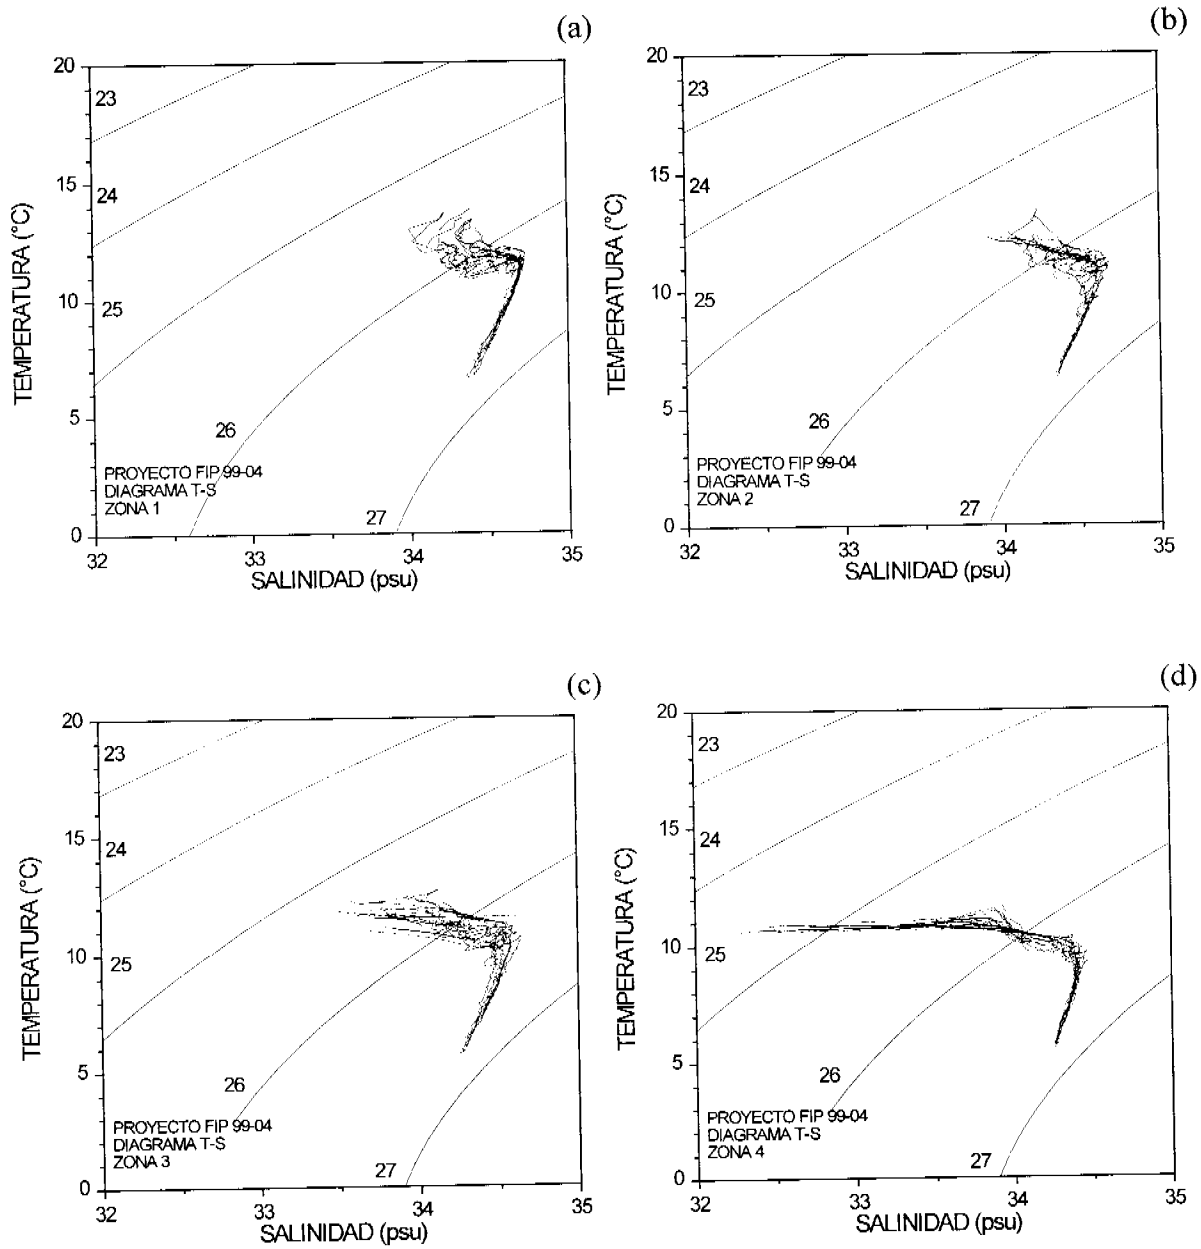 (a)
20
15
10
5
0
TEMPERATURA (°C)
23
24
25
26
27
PROYECTO FIP 99-04
DIAGRAMA T-S
ZONA 1
32 33 34 35
SALINIDAD (psu)
(b)
20
15
10
5
0
TEMPERATURA (°C)
23
24
25
26
27
PROYECTO FIP 99-04
DIAGRAMA T-S
ZONA 2
32 33 34 35
SALINIDAD (psu)
(c)
20
15
10
5
0
TEMPERATURA (°C)
23
24
25
26
27
PROYECTO FIP 99-04
DIAGRAMA T-S
ZONA 3
32 33 34 35
SALINIDAD (psu)
(d)
20
15
10
5
0
TEMPERATURA (°C)
23
24
25
26
27
PROYECTO FIP 99-04
DIAGRAMA T-S
ZONA 4
32 33 34 35
SALINIDAD (psu)